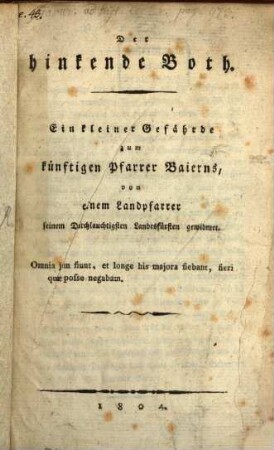 Der
hinkende Both.
Ein kleiner Gefährde
zum
künftigen Pfarrer Baierns,
von
einem Landpfarrer
seinem Durchleuchtigsten Landesfürsten gewidmet.
Omnia jam fiunt, et longe his majora fiebant, fieri
quæ posse negabam.
1804.